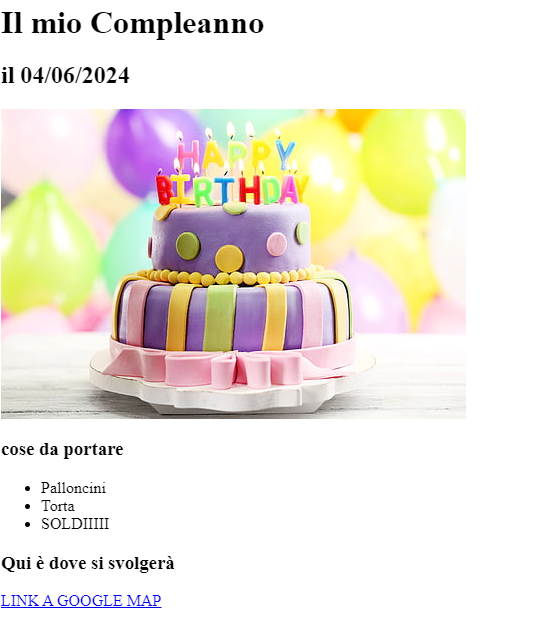 Il mio Compleanno
il 04/06/2024
HAPPY
BIRTHDAY
cose da portare
Palloncini
Torta
SOLDIIIII
Qui è dove si svolgerà
LINK A GOOGLE MAP